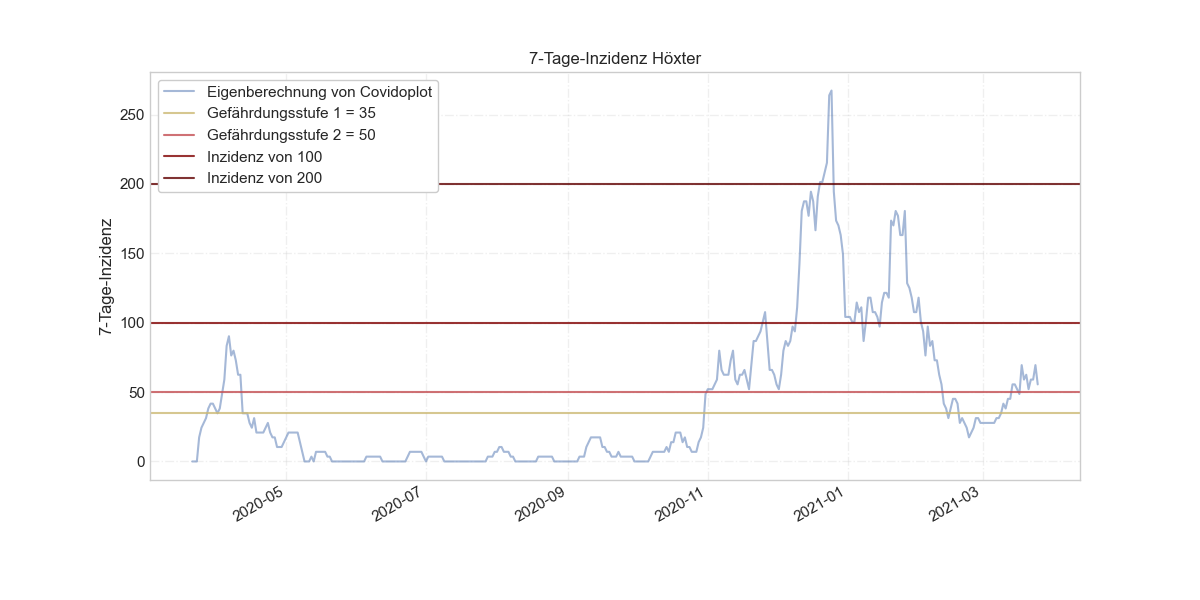 7-Tage-Inzidenz Höxter
Eigenberechnung von Covidoplot
Gefährdungsstufe 1 = 35
Gefährdungsstufe 2 = 50
Inzidenz von 100
Inzidenz von 200
7-Tage-Inzidenz
250
200
150
100
50
0
2020-05
2020-07
2020-09
2020-11
2021-01
2021-03